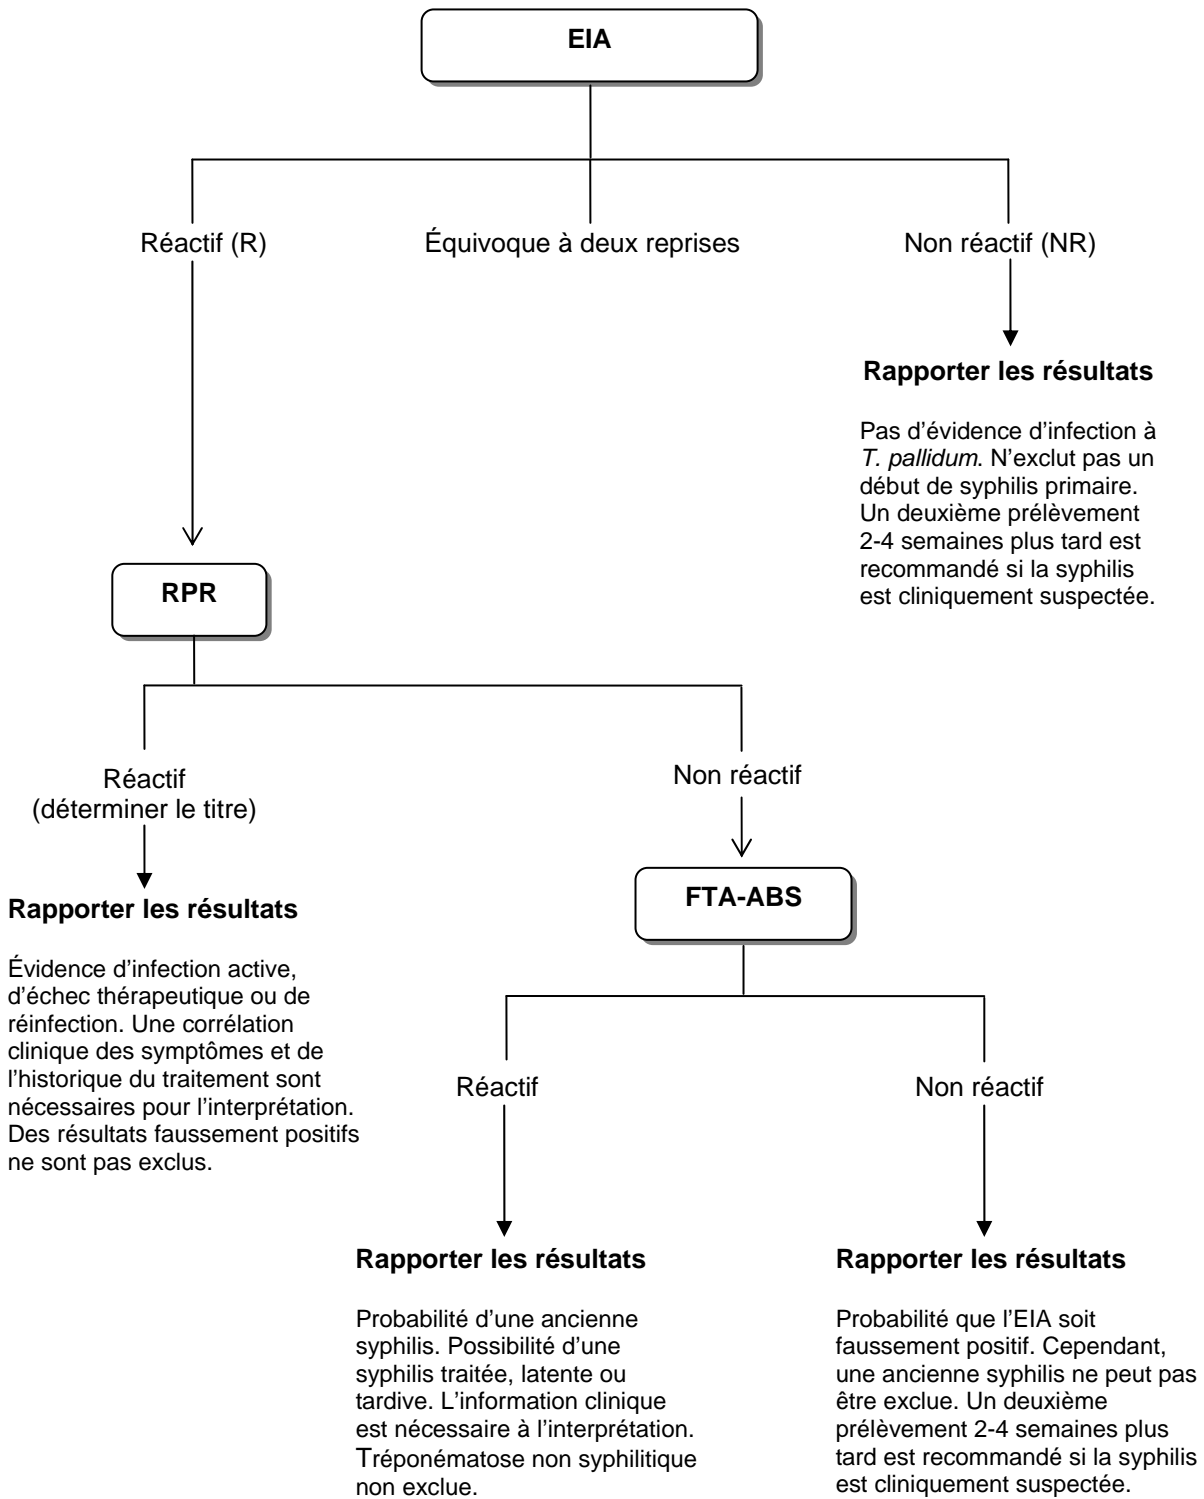 EIA
Réactif (R)
Équivoque à deux reprises
Non réactif (NR)
Rapporter les résultats
Pas d’évidence d’infection à
T. pallidum. N’exclut pas un
début de syphilis primaire.
Un deuxième prélèvement
2-4 semaines plus tard est
recommandé si la syphilis
est cliniquement suspectée.
RPR
Réactif
(déterminer le titre)
Non réactif
Rapporter les résultats
Évidence d’infection active,
d’échec thérapeutique ou de
réinfection. Une corrélation
clinique des symptômes et de
l’historique du traitement sont
nécessaires pour l’interprétation.
Des résultats faussement positifs
ne sont pas exclus.
FTA-ABS
Réactif
Non réactif
Rapporter les résultats
Probabilité d’une ancienne
syphilis. Possibilité d’une
syphilis traitée, latente ou
tardive. L’information clinique
est nécessaire à l’interprétation.
Tréponématose non syphilitique
non exclue.
Rapporter les résultats
Probabilité que l’EIA soit
faussement positif. Cependant,
une ancienne syphilis ne peut pas
être exclue. Un deuxième
prélèvement 2-4 semaines plus
tard est recommandé si la syphilis
est cliniquement suspectée.